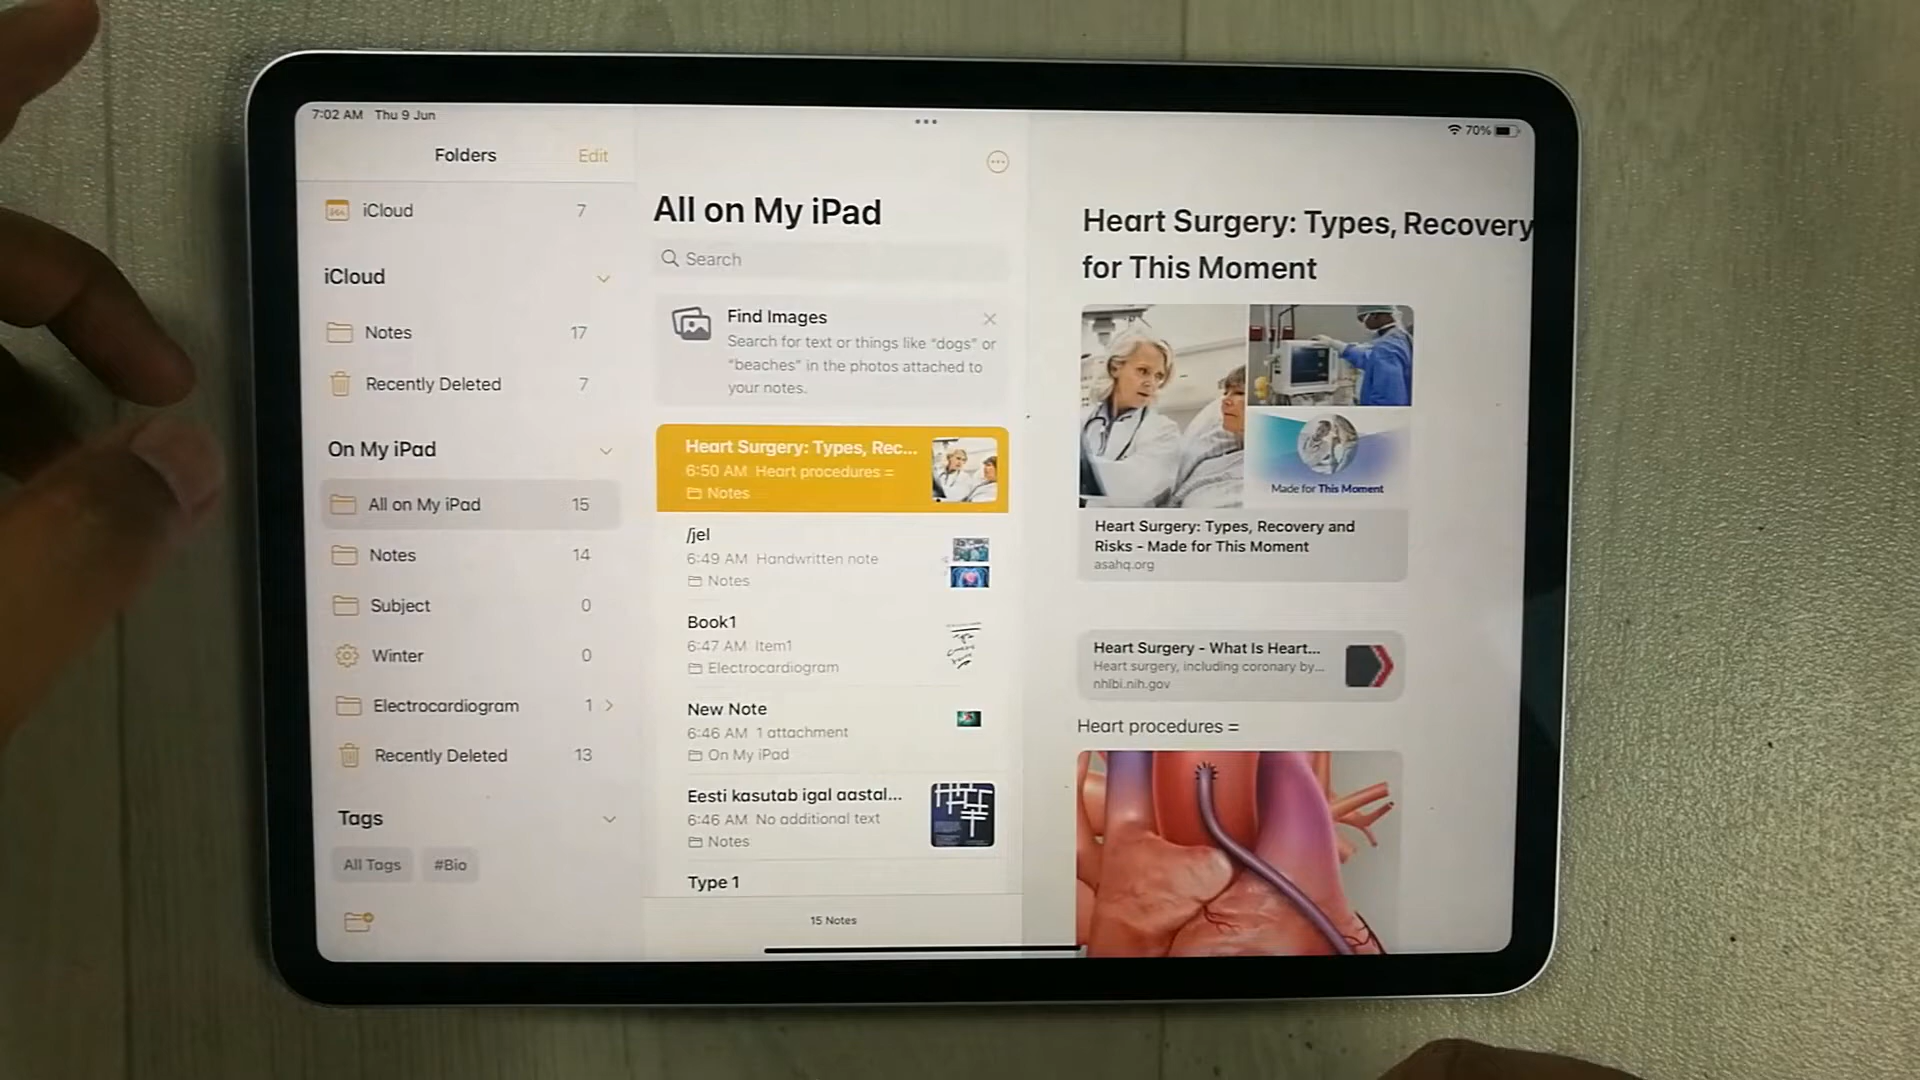 7:02 AM Thu 9 Jun
70%
Folders
Edit
iCloud 7
iCloud
Notes 17
Recently Deleted 7
On My iPad
All on My iPad 15
Notes 14
Subject 0
Winter 0
Electrocardiogram 1
Recently Deleted 13
Tags
All Tags #Bio
All on My iPad
Search
Find Images
Search for text or things like "dogs" or
"beaches" in the photos attached to
your notes.
Heart Surgery: Types, Rec...
6:50 AM Heart procedures =
Notes
/jel
6:49 AM Handwritten note
Notes
Book1
6:47 AM Item1
Electrocardiogram
New Note
6:46 AM 1 attachment
On My iPad
Eesti kasutab igal aastal...
6:46 AM No additional text
Notes
Type 1
15 Notes
Heart Surgery: Types, Recovery
for This Moment
Made for This Moment
Heart Surgery: Types, Recovery and
Risks - Made for This Moment
asahq.org
Heart Surgery - What Is Heart...
Heart surgery, including coronary by...
nhlbi.nih.gov
Heart procedures =